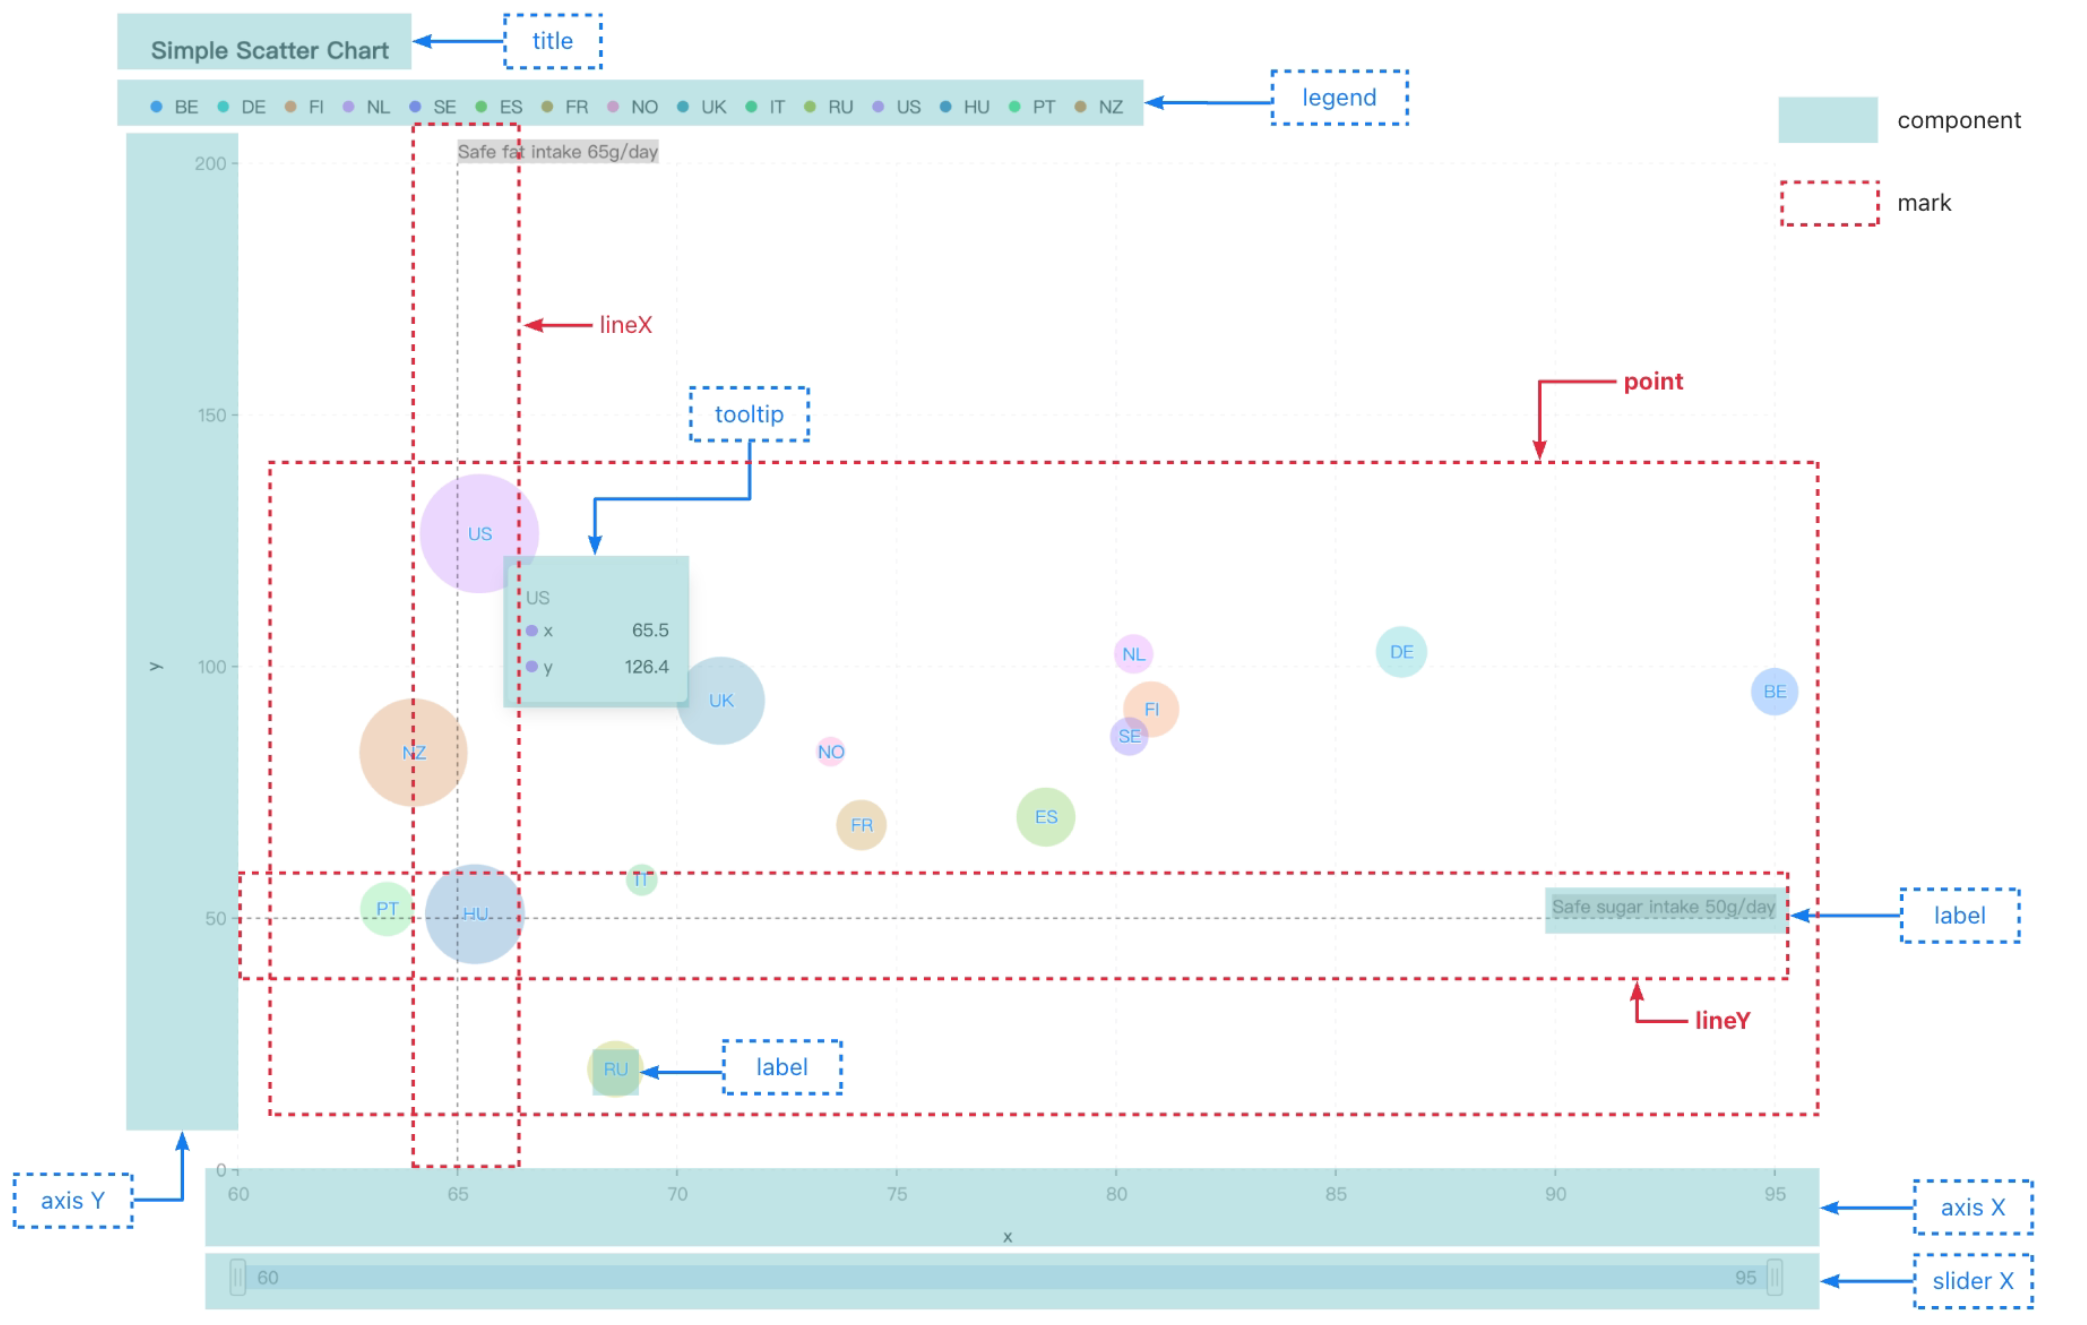 Simple Scatter Chart
title
BE DE FI NL SE ES FR NO UK IT RU US HU PT NZ
legend
component
mark
200
Safe fat intake 65g/day
lineX
point
150
tooltip
US
US
x 65.5
y 126.4
y
100
NL
DE
BE
UK
FI
SE
NO
NZ
FR
ES
IT
PT
HU
50
Safe sugar intake 50g/day
label
lineY
RU
label
0
60 65 70 75 80 85 90 95
axis Y
axis X
x
60
95
slider X